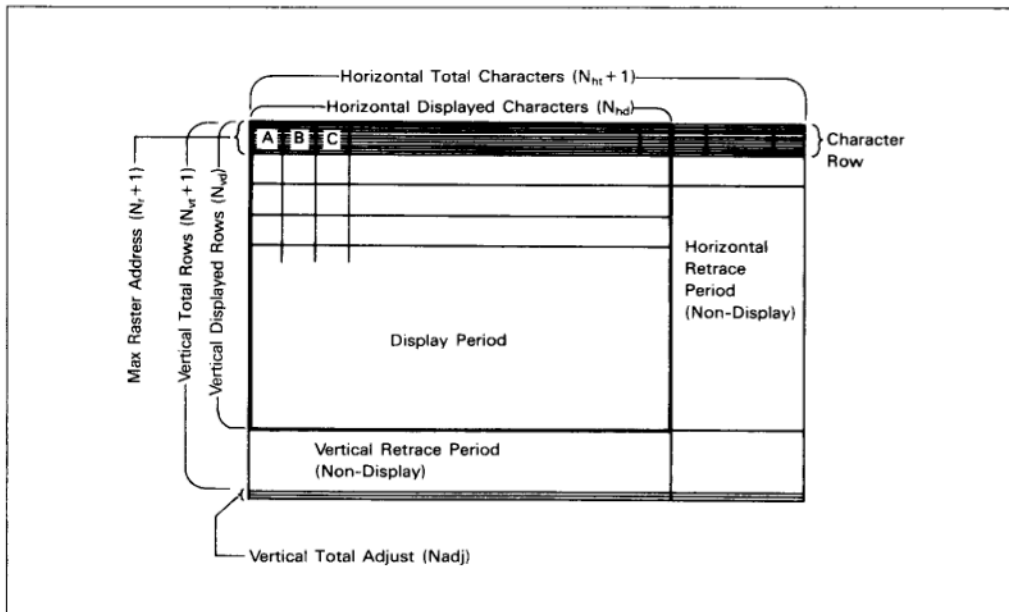 Horizontal Total Characters (Nht + 1)
Horizontal Displayed Characters (Nhd)
A B C
Character
Row
Max Raster Address (Nr + 1)
Vertical Total Rows (Nvt + 1)
Vertical Displayed Rows (Nvd)
Horizontal
Retrace
Period
(Non-Display)
Display Period
Vertical Retrace Period
(Non-Display)
Vertical Total Adjust (Nadj)